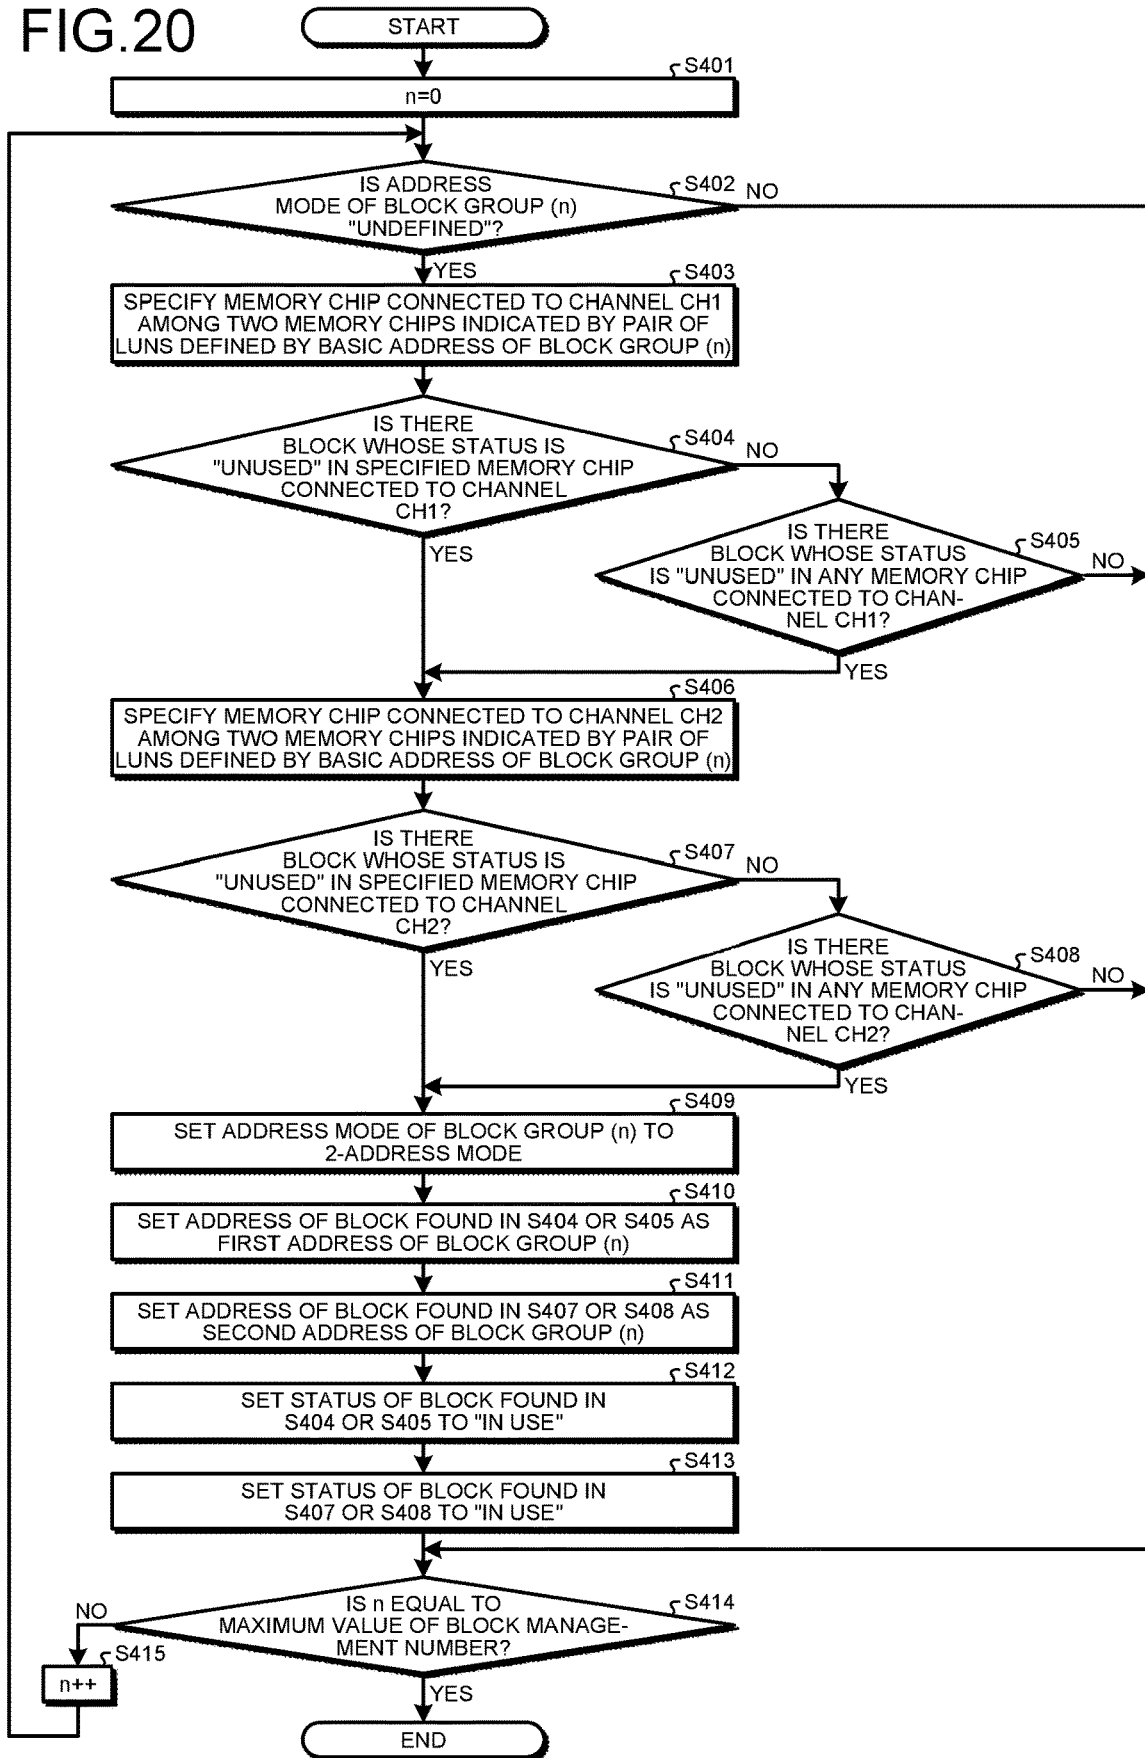 FIG.20
START
S401
n=0
IS ADDRESS
MODE OF BLOCK GROUP (n)
"UNDEFINED"?
S402
NO
YES
S403
SPECIFY MEMORY CHIP CONNECTED TO CHANNEL CH1
AMONG TWO MEMORY CHIPS INDICATED BY PAIR OF
LUNS DEFINED BY BASIC ADDRESS OF BLOCK GROUP (n)
IS THERE
BLOCK WHOSE STATUS IS
"UNUSED" IN SPECIFIED MEMORY CHIP
CONNECTED TO CHANNEL
CH1?
S404
NO
YES
IS THERE
BLOCK WHOSE STATUS
IS "UNUSED" IN ANY MEMORY CHIP
CONNECTED TO CHAN-
NEL CH1?
S405
NO
YES
S406
SPECIFY MEMORY CHIP CONNECTED TO CHANNEL CH2
AMONG TWO MEMORY CHIPS INDICATED BY PAIR OF
LUNS DEFINED BY BASIC ADDRESS OF BLOCK GROUP (n)
IS THERE
BLOCK WHOSE STATUS IS
"UNUSED" IN SPECIFIED MEMORY CHIP
CONNECTED TO CHANNEL
CH2?
S407
NO
YES
IS THERE
BLOCK WHOSE STATUS
IS "UNUSED" IN ANY MEMORY CHIP
CONNECTED TO CHAN-
NEL CH2?
S408
NO
YES
S409
SET ADDRESS MODE OF BLOCK GROUP (n) TO
2-ADDRESS MODE
S410
SET ADDRESS OF BLOCK FOUND IN S404 OR S405 AS
FIRST ADDRESS OF BLOCK GROUP (n)
S411
SET ADDRESS OF BLOCK FOUND IN S407 OR S408 AS
SECOND ADDRESS OF BLOCK GROUP (n)
S412
SET STATUS OF BLOCK FOUND IN
S404 OR S405 TO "IN USE"
S413
SET STATUS OF BLOCK FOUND IN
S407 OR S408 TO "IN USE"
IS n EQUAL TO
MAXIMUM VALUE OF BLOCK MANAGE-
MENT NUMBER?
S414
NO
S415
n++
YES
END